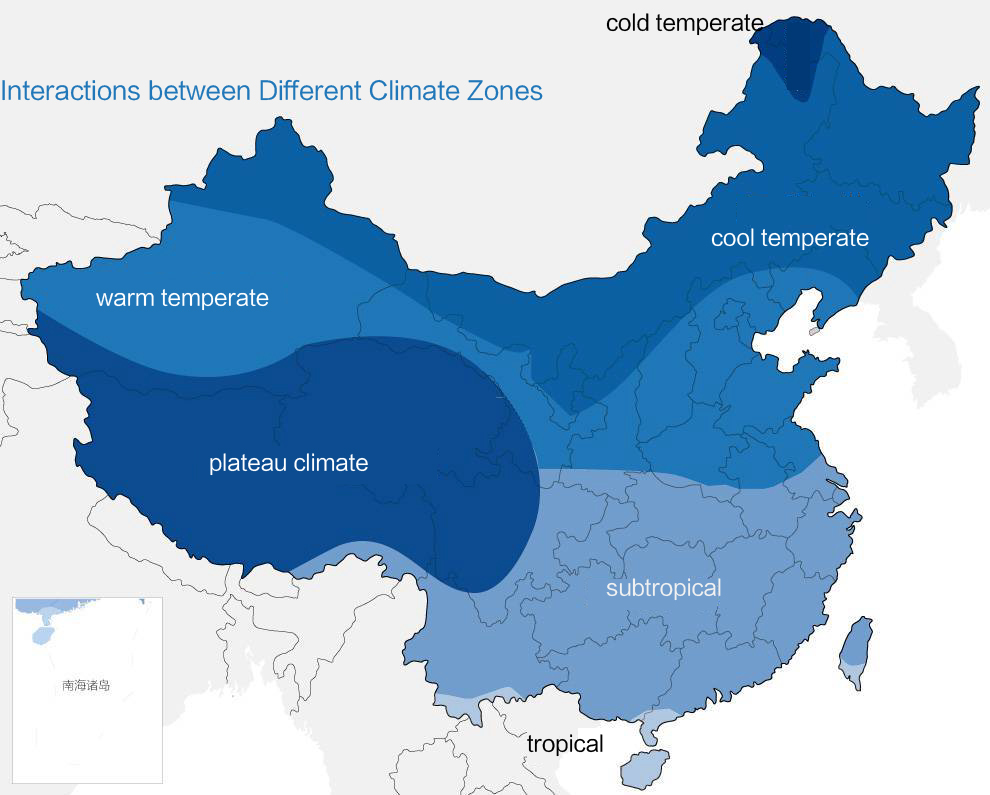 cold temperate
Interactions between Different Climate Zones
cool temperate
warm temperate
plateau climate
subtropical
南海诸岛
tropical